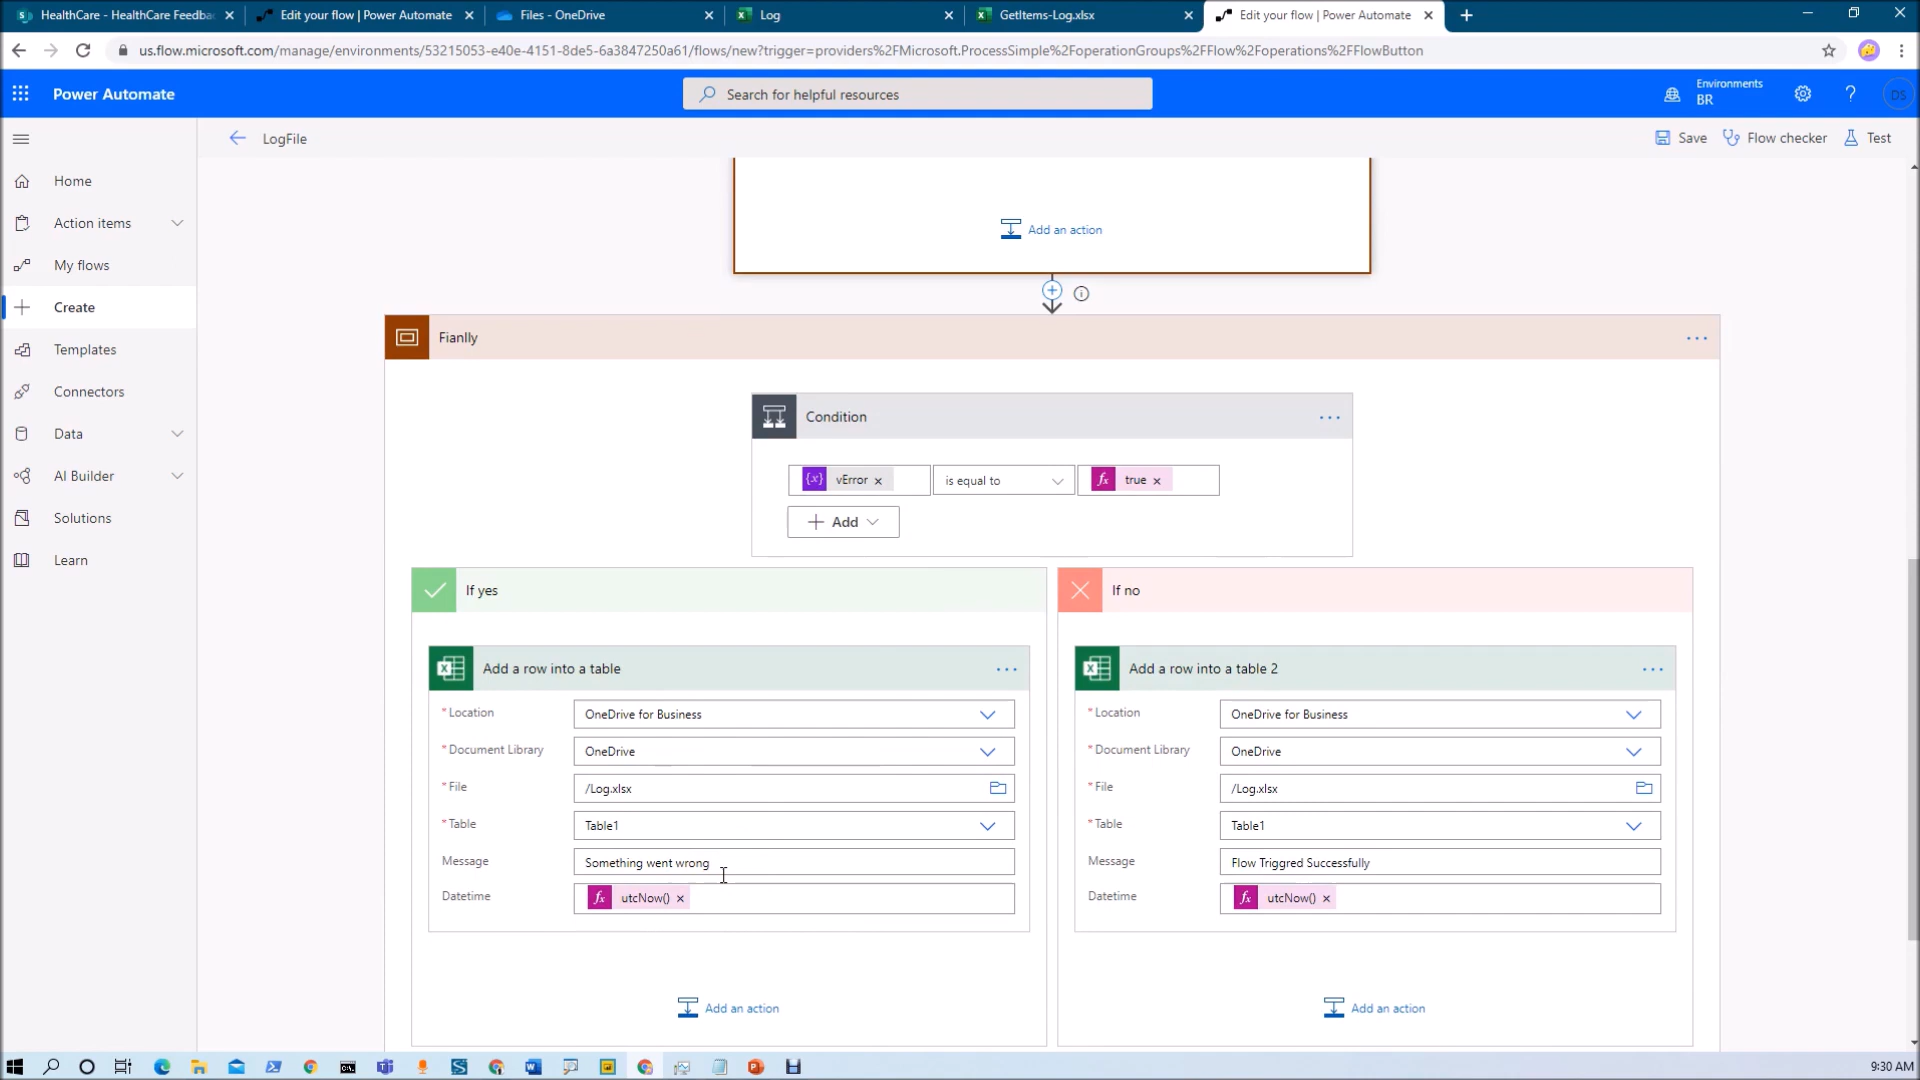 HealthCare - HealthCare Feedba
Edit your flow | Power Automate
Files - OneDrive
Log
GetItems-Log.xlsx
Edit your flow | Power Automate
us.flow.microsoft.com/manage/environments/53215053-e40e-4151-8de5-6a3847250a61/flows/new?trigger=providers%2FMicrosoft.ProcessSimple%2FoperationGroups%2FFlow%2Foperations%2FFlowButton
Power Automate
Search for helpful resources
Environments
BR
DS
LogFile
Save
Flow checker
Test
Home
Action items
My flows
Create
Templates
Connectors
Data
AI Builder
Solutions
Learn
Add an action
Fianlly
Condition
vError
is equal to
true
Add
If yes
If no
Add a row into a table
* Location
OneDrive for Business
* Document Library
OneDrive
* File
/Log.xlsx
* Table
Table1
Message
Something went wrong
Datetime
utcNow()
Add an action
Add a row into a table 2
* Location
OneDrive for Business
* Document Library
OneDrive
* File
/Log.xlsx
* Table
Table1
Message
Flow Triggred Successfully
Datetime
utcNow()
Add an action
9:30 AM